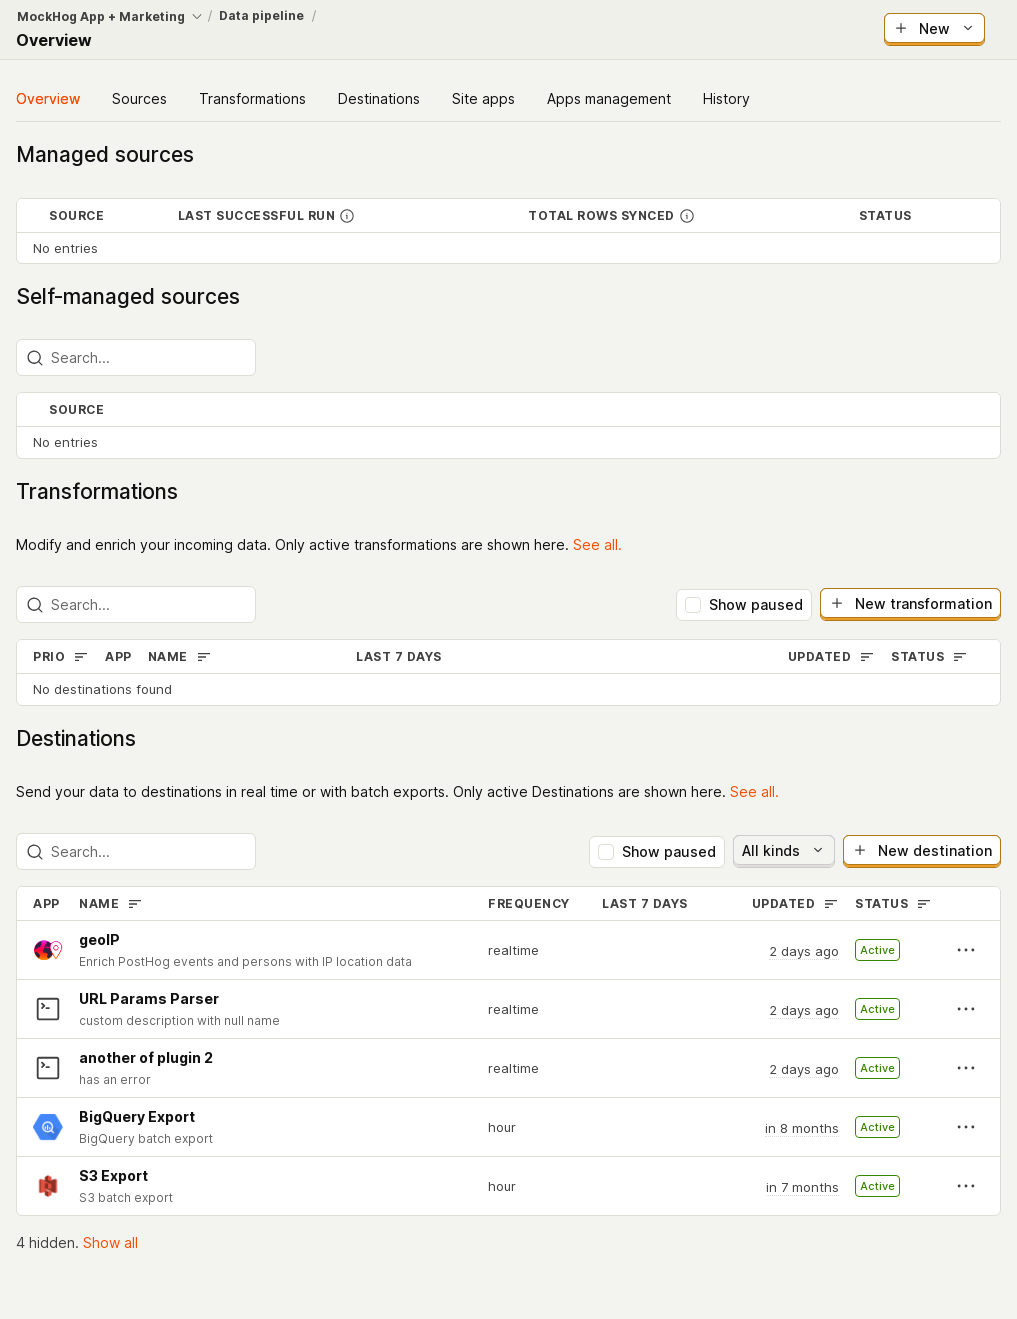 MockHog App + Marketing / Data pipeline /
Overview
New
Overview Sources Transformations Destinations Site apps Apps management History
Managed sources
SOURCE LAST SUCCESSFUL RUN TOTAL ROWS SYNCED STATUS
No entries
Self-managed sources
Search...
SOURCE
No entries
Transformations
Modify and enrich your incoming data. Only active transformations are shown here. See all.
Search... Show paused New transformation
PRIO APP NAME LAST 7 DAYS UPDATED STATUS
No destinations found
Destinations
Send your data to destinations in real time or with batch exports. Only active Destinations are shown here. See all.
Search... Show paused All kinds New destination
APP NAME FREQUENCY LAST 7 DAYS UPDATED STATUS
geoIP
Enrich PostHog events and persons with IP location data
realtime 2 days ago Active
URL Params Parser
custom description with null name
realtime 2 days ago Active
another of plugin 2
has an error
realtime 2 days ago Active
BigQuery Export
BigQuery batch export
hour in 8 months Active
S3 Export
S3 batch export
hour in 7 months Active
4 hidden. Show all